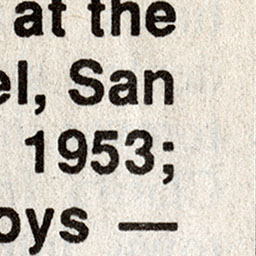 at the
el, San
1953;
oys —